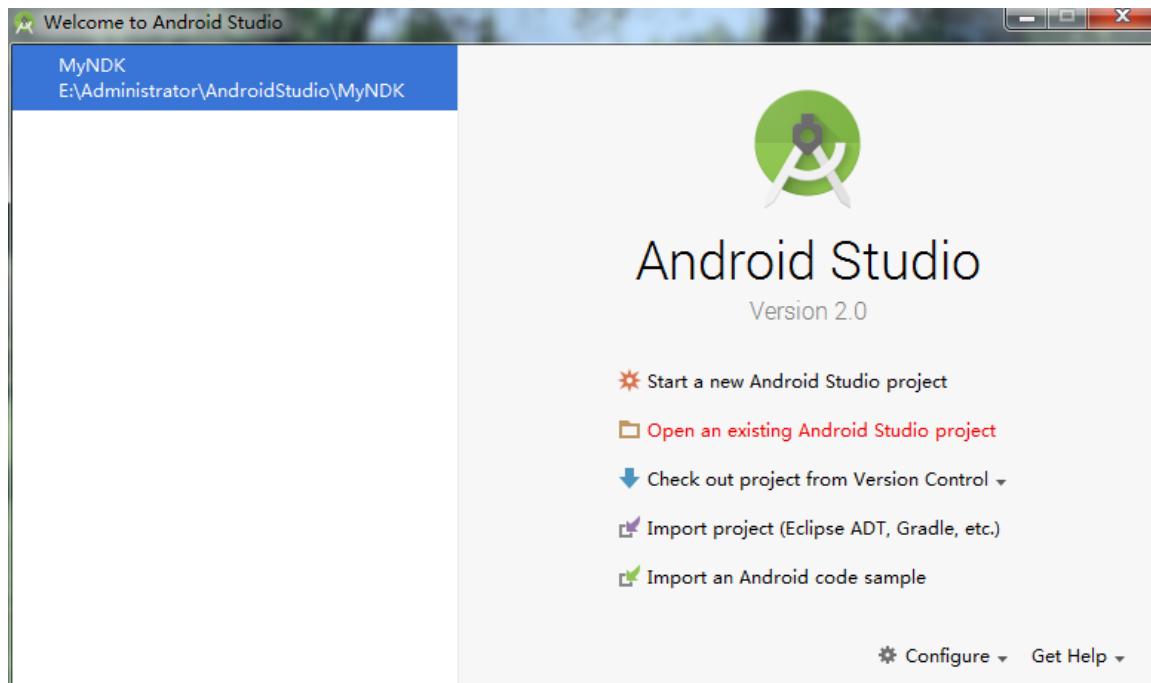 Welcome to Android Studio
MyNDK
E:\Administrator\AndroidStudio\MyNDK
Android Studio
Version 2.0
Start a new Android Studio project
Open an existing Android Studio project
Check out project from Version Control
Import project (Eclipse ADT, Gradle, etc.)
Import an Android code sample
Configure
Get Help